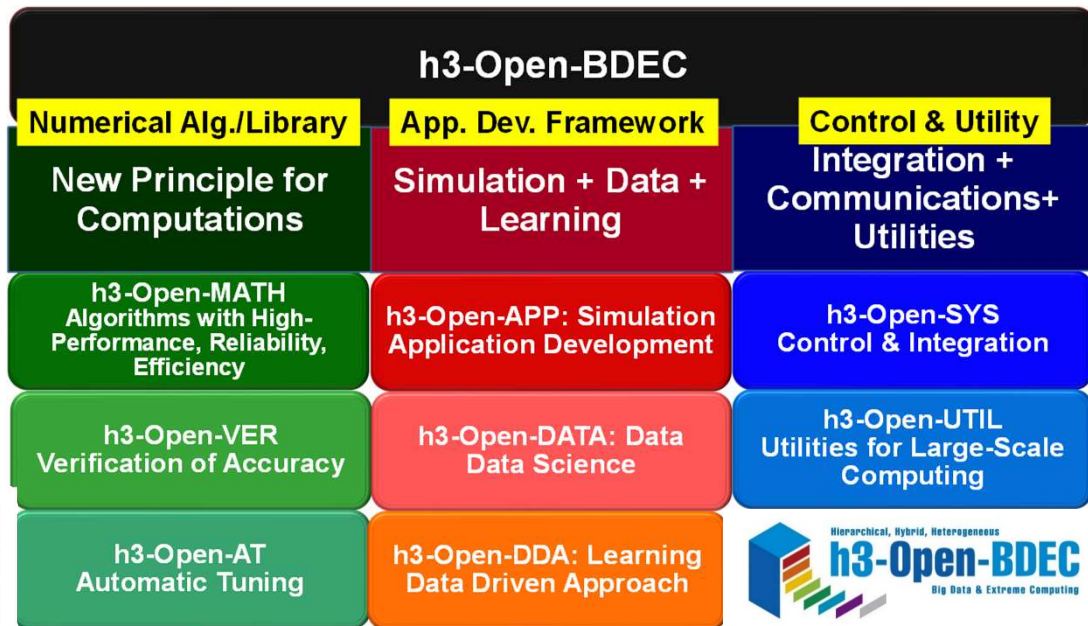 h3-Open-BDEC
Numerical Alg./Library
New Principle for
Computations
h3-Open-MATH
Algorithms with High-
Performance, Reliability,
Efficiency
h3-Open-VER
Verification of Accuracy
h3-Open-AT
Automatic Tuning
App. Dev. Framework
Simulation + Data +
Learning
h3-Open-APP: Simulation
Application Development
h3-Open-DATA: Data
Data Science
h3-Open-DDA: Learning
Data Driven Approach
Control & Utility
Integration +
Communications+
Utilities
h3-Open-SYS
Control & Integration
h3-Open-UTIL
Utilities for Large-Scale
Computing
Hierarchical, Hybrid, Heterogeneous
h3-Open-BDEC
Big Data & Extreme Computing